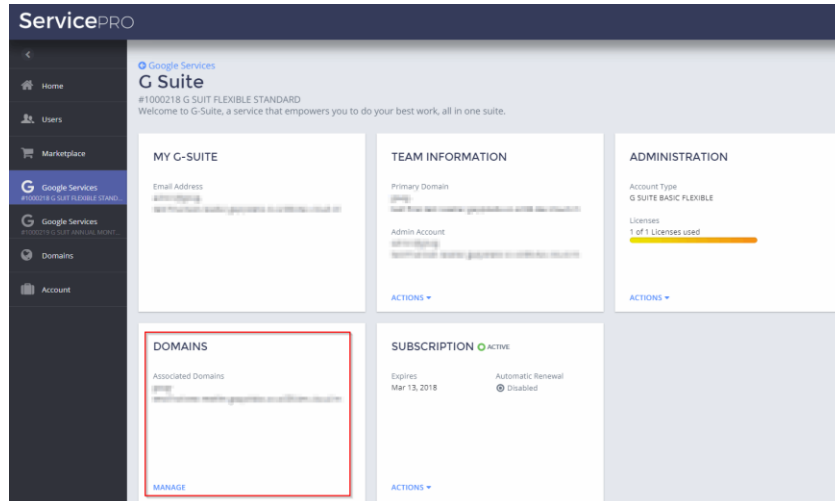 ServicePRO
Home
Users
Marketplace
Google Services
#1000218 G SUIT FLEXIBLE STAND...
Google Services
#1000219 G SUIT ANNUAL MONT...
Domains
Account
Google Services
G Suite
#1000218 G SUIT FLEXIBLE STANDARD
Welcome to G-Suite, a service that empowers you to do your best work, all in one suite.
MY G-SUITE
Email Address
TEAM INFORMATION
Primary Domain
Admin Account
ACTIONS
ADMINISTRATION
Account Type
G SUITE BASIC FLEXIBLE
Licenses
1 of 1 Licenses used
ACTIONS
DOMAINS
Associated Domains
MANAGE
SUBSCRIPTION ACTIVE
Expires
Mar 13, 2018
Automatic Renewal
Disabled
ACTIONS